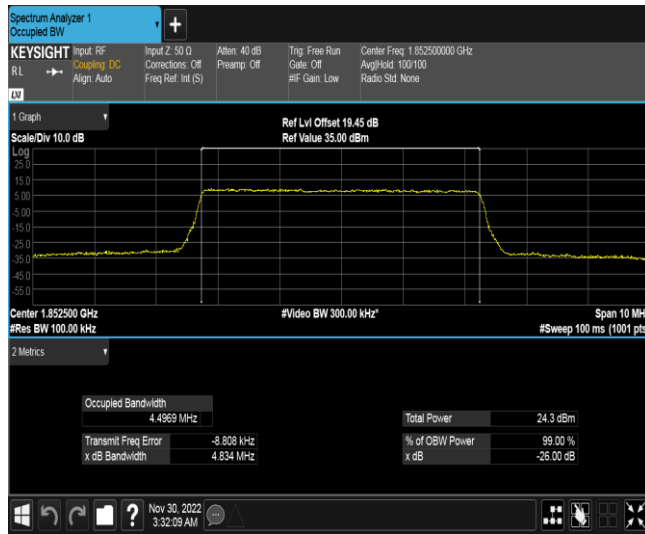 Spectrum Analyzer 1
Occupied BW
+
KEYSIGHT
RL
LXI
Input: RF
Coupling: DC
Align: Auto
Input Z: 50 Ω
Corrections: Off
Freq Ref: Int (S)
Atten: 40 dB
Preamp: Off
Trig: Free Run
Gate: Off
#IF Gain: Low
Center Freq: 1.852500000 GHz
Avg|Hold: 100/100
Radio Std: None
1 Graph
Scale/Div 10.0 dB
Ref Lvl Offset 19.45 dB
Ref Value 35.00 dBm
Log
25.0
15.0
5.00
-5.00
-15.0
-25.0
-35.0
-45.0
-55.0
Center 1.852500 GHz
#Res BW 100.00 kHz
#Video BW 300.00 kHz*
Span 10 MH
#Sweep 100 ms (1001 pts
2 Metrics
Occupied Bandwidth
4.4969 MHz
Total Power 24.3 dBm
Transmit Freq Error -8.808 kHz
% of OBW Power 99.00 %
x dB Bandwidth 4.834 MHz
x dB -26.00 dB
?
Nov 30, 2022
3:32:09 AM